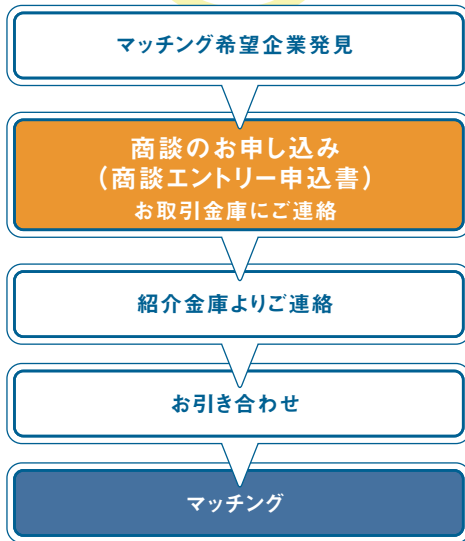 マッチング希望企業発見
商談のお申し込み
(商談エントリー申込書)
お取引金庫にご連絡
紹介金庫よりご連絡
お引き合わせ
マッチング